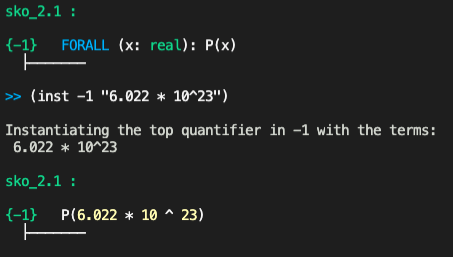 sko_2.1 :
{-1} FORALL (x: real): P(x)
├───────
>> (inst -1 "6.022 * 10^23")
Instantiating the top quantifier in -1 with the terms:
6.022 * 10^23
sko_2.1 :
{-1} P(6.022 * 10 ^ 23)
├───────